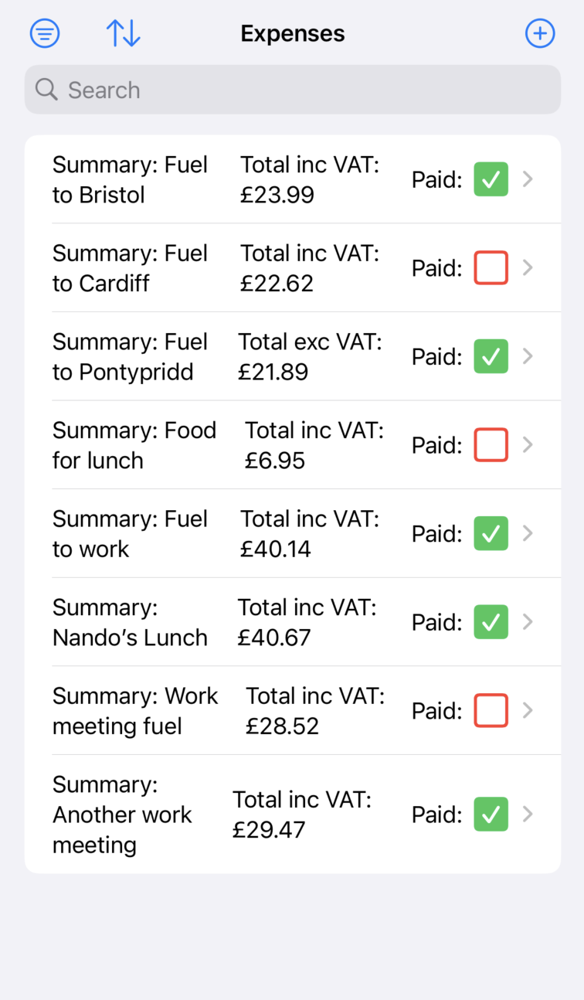 Expenses
Search
Summary: Fuel
to Bristol
Total inc VAT:
£23.99
Paid:
Summary: Fuel
to Cardiff
Total inc VAT:
£22.62
Paid:
Summary: Fuel
to Pontypridd
Total exc VAT:
£21.89
Paid:
Summary: Food
for lunch
Total inc VAT:
£6.95
Paid:
Summary: Fuel
to work
Total inc VAT:
£40.14
Paid:
Summary:
Nando’s Lunch
Total inc VAT:
£40.67
Paid:
Summary: Work
meeting fuel
Total inc VAT:
£28.52
Paid:
Summary:
Another work
meeting
Total inc VAT:
£29.47
Paid: